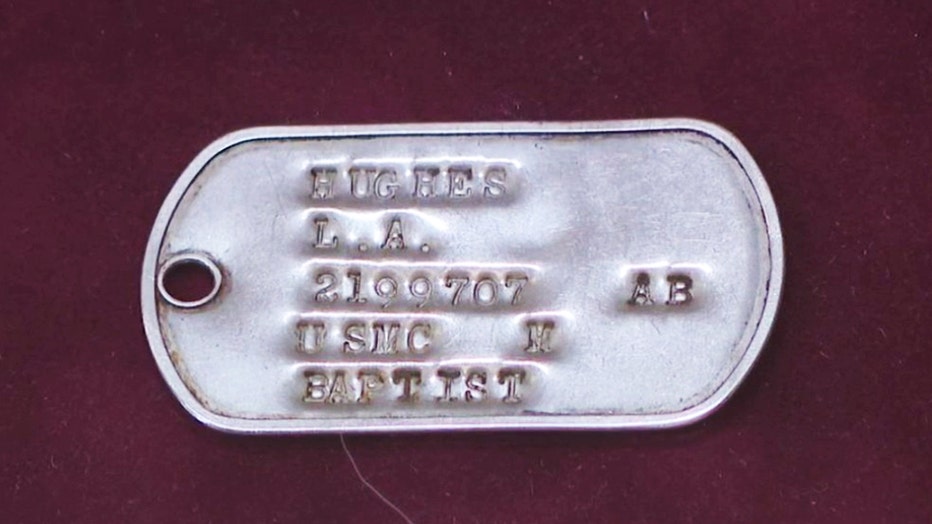 HUGHES
L.A.
2199707 AB
USMC M
BAPTIST